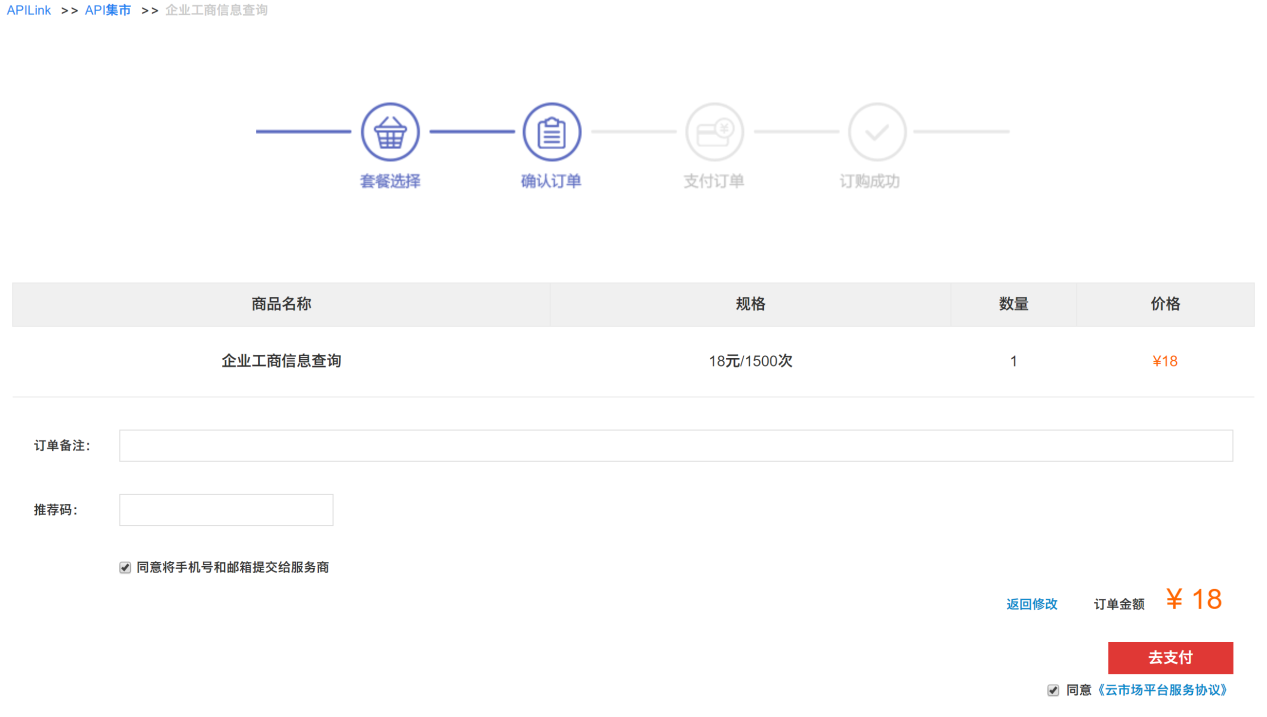 APILink >> API集市 >> 企业工商信息查询
套餐选择 确认订单 支付订单 订购成功
商品名称 规格 数量 价格
企业工商信息查询 18元/1500次 1 ¥18
订单备注:
推荐码:
同意将手机号和邮箱提交给服务商
返回修改 订单金额 ¥ 18
去支付
同意《云市场平台服务协议》